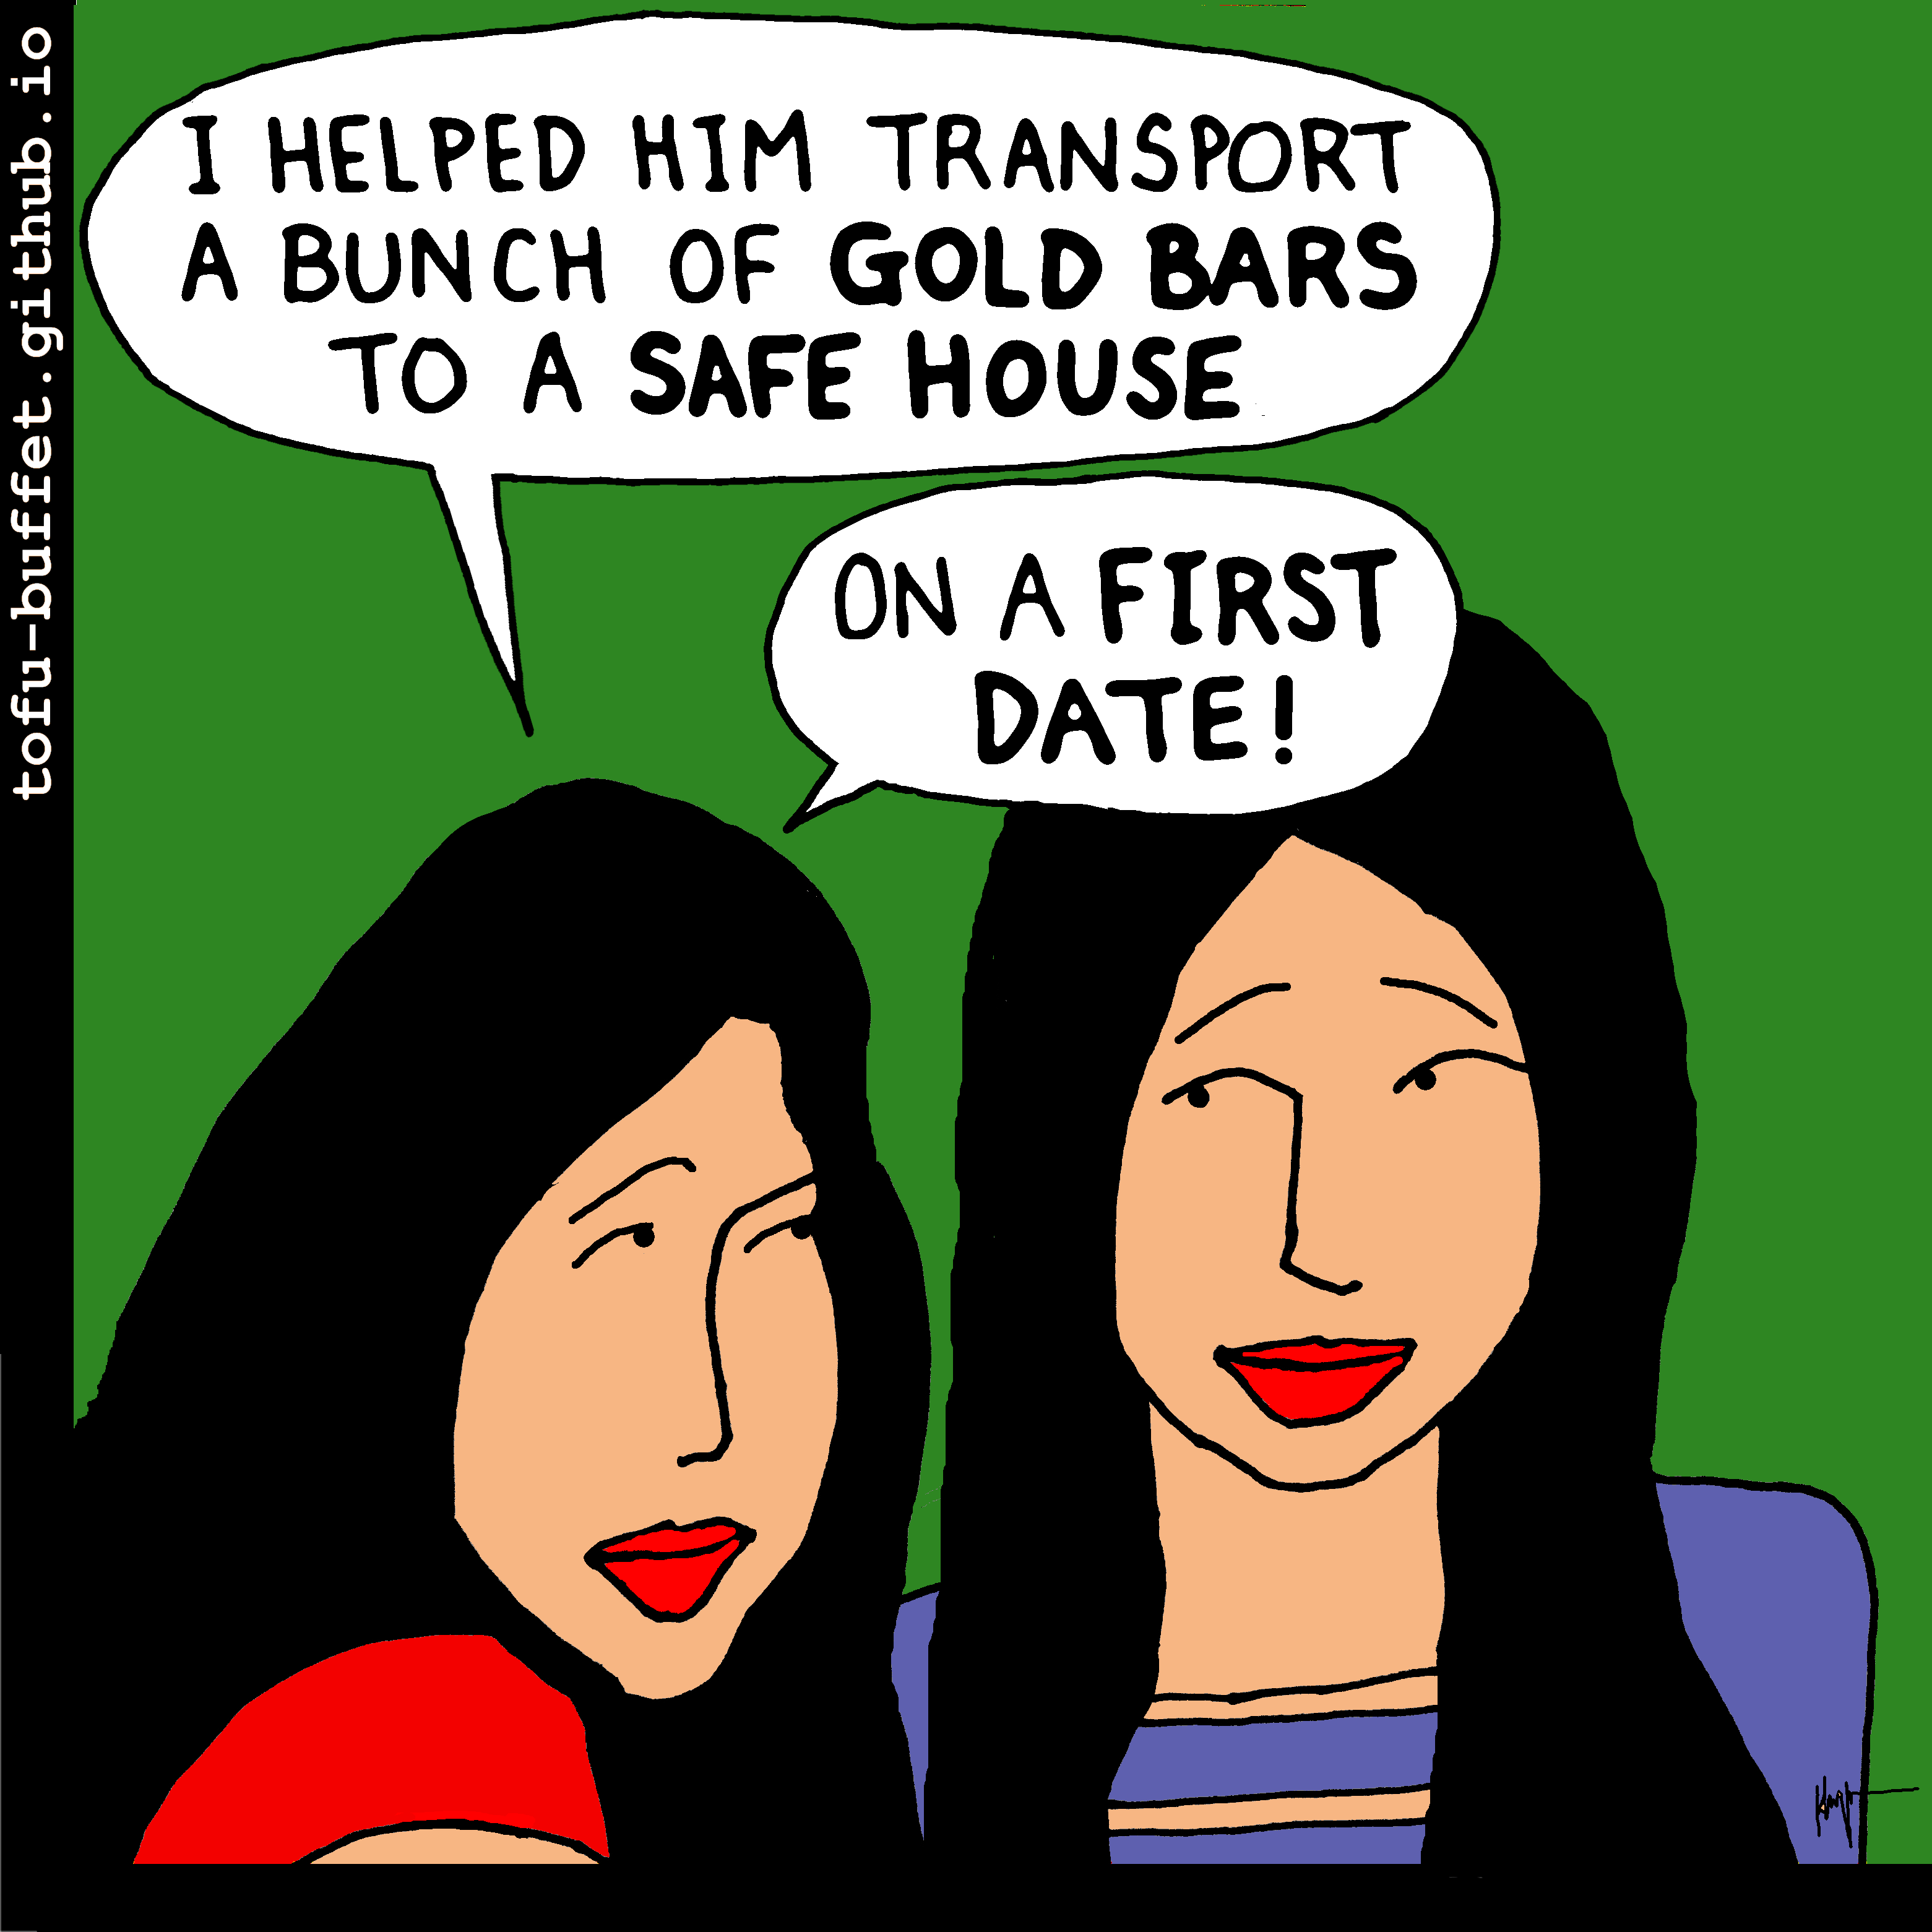 I HELPED HIM TRANSPORT
A BUNCH OF GOLD BARS
TO A SAFE HOUSE
ON A FIRST
DATE!
tofu-buffet.github.io